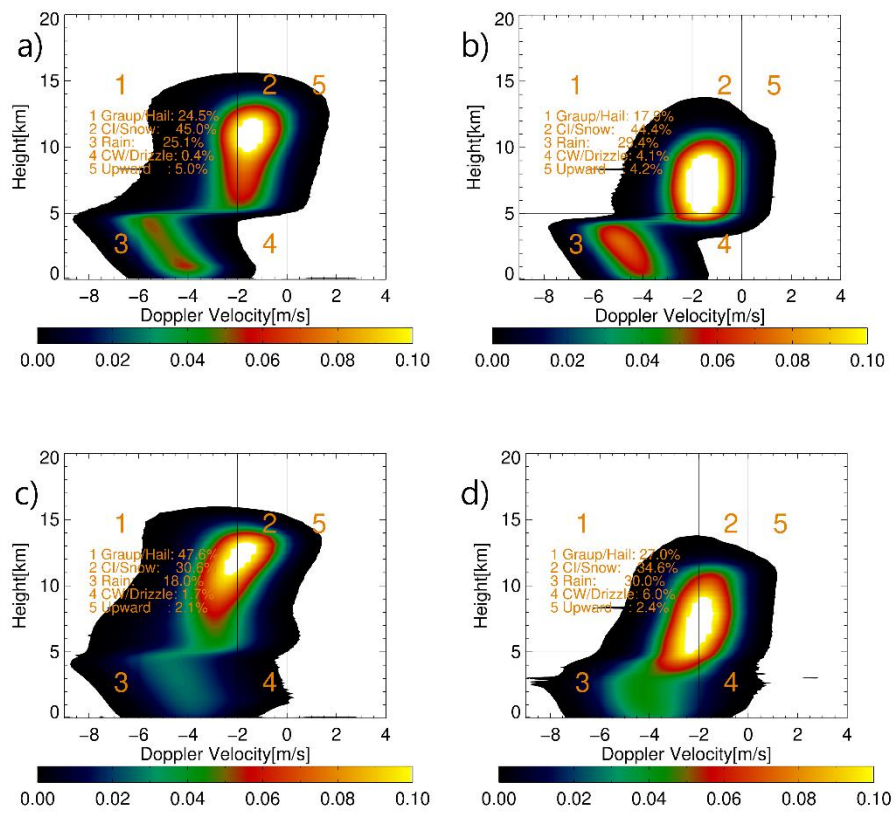 a)
20
15
10
5
0
Height[km]
1
2
5
3
4
1 Graup/Hail: 24.5%
2 CI/Snow: 45.0%
3 Rain: 25.1%
4 CW/Drizzle: 0.4%
5 Upward : 5.0%
−8 −6 −4 −2 0 2 4
Doppler Velocity[m/s]
0.00 0.02 0.04 0.06 0.08 0.10
b)
20
15
10
5
0
Height[km]
1
2
5
3
4
1 Graup/Hail: 17.9%
2 CI/Snow: 44.4%
3 Rain: 29.4%
4 CW/Drizzle: 4.1%
5 Upward : 4.2%
−8 −6 −4 −2 0 2 4
Doppler Velocity[m/s]
0.00 0.02 0.04 0.06 0.08 0.10
c)
20
15
10
5
0
Height[km]
1
2
5
3
4
1 Graup/Hail: 47.6%
2 CI/Snow: 30.6%
3 Rain: 18.0%
4 CW/Drizzle: 1.7%
5 Upward : 2.1%
−8 −6 −4 −2 0 2 4
Doppler Velocity[m/s]
0.00 0.02 0.04 0.06 0.08 0.10
d)
20
15
10
5
0
Height[km]
1
2
5
3
4
1 Graup/Hail: 27.0%
2 CI/Snow: 34.6%
3 Rain: 30.0%
4 CW/Drizzle: 6.0%
5 Upward : 2.4%
−8 −6 −4 −2 0 2 4
Doppler Velocity[m/s]
0.00 0.02 0.04 0.06 0.08 0.10